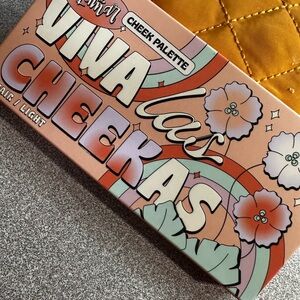 CHEEK PALETTE
VIVA
las
CHEEKAS
/ LIGHT